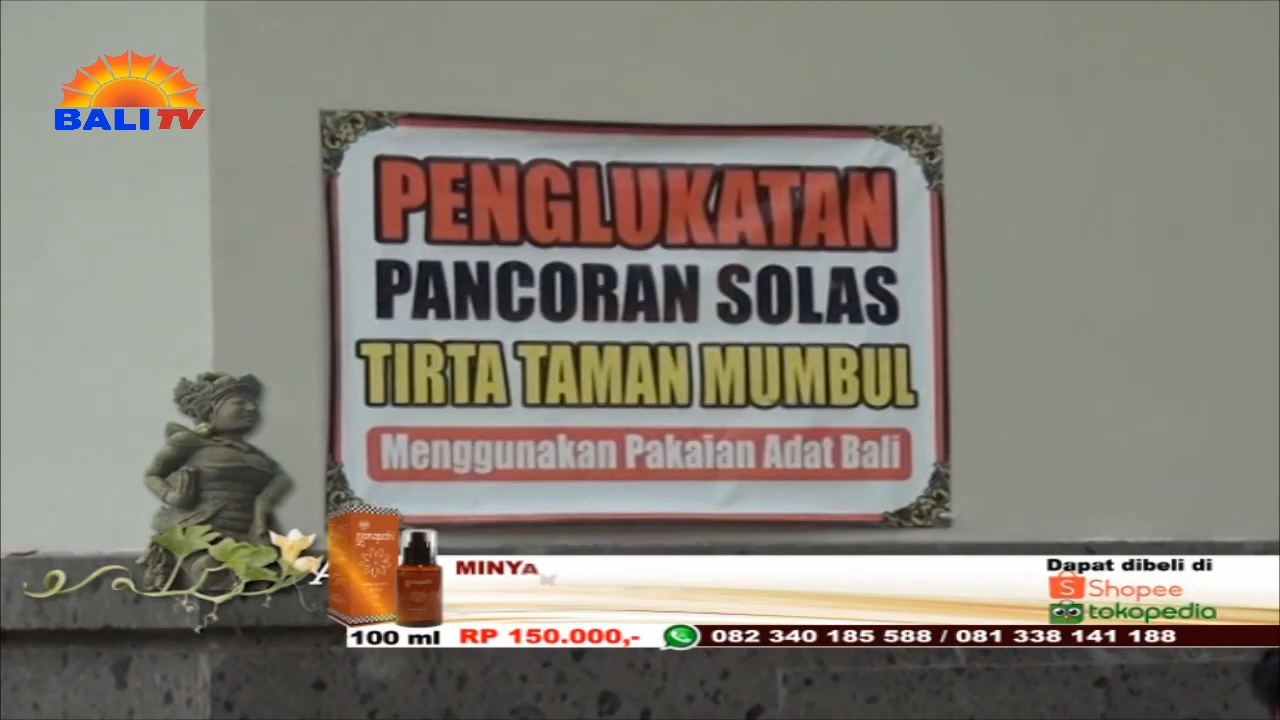 BALI TV
PENGLUKATAN
PANCORAN SOLAS
TIRTA TAMAN MUMBUL
Menggunakan Pakaian Adat Bali
MINYAK
Dapat dibeli di
Shopee
tokopedia
100 ml RP 150.000,- 082 340 185 588 / 081 338 141 188